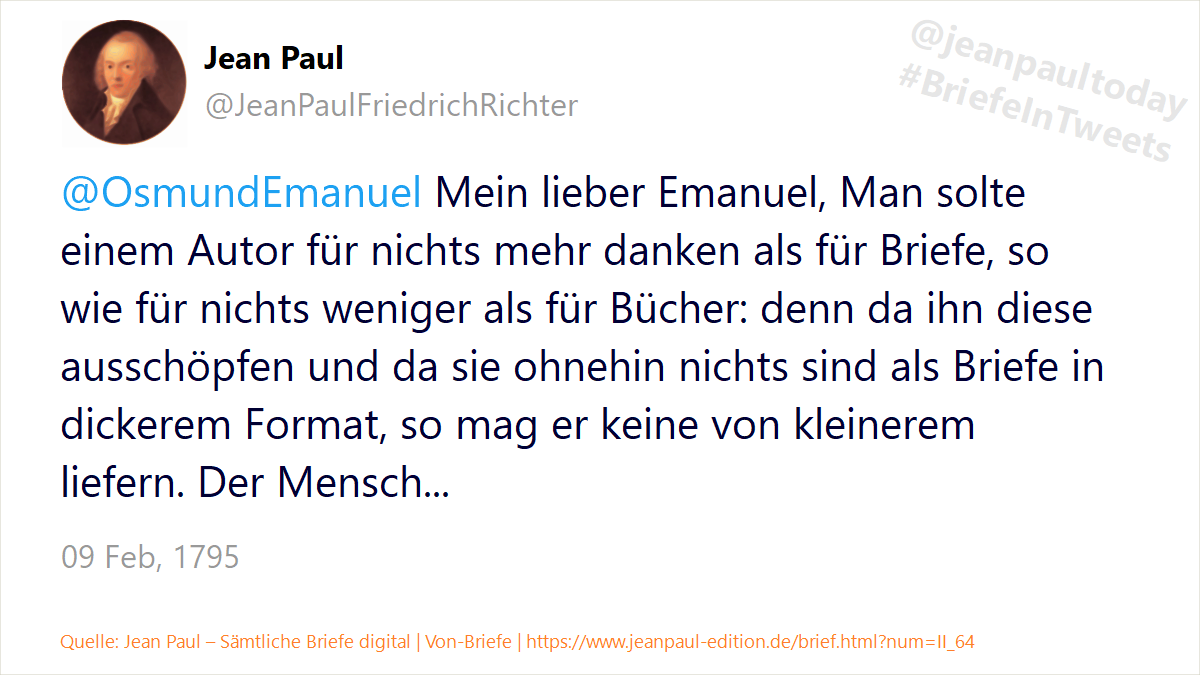 Jean Paul
@JeanPaulFriedrichRichter
@jeanpaultoday
#BriefeInTweets
@OsmundEmanuel Mein lieber Emanuel, Man solte
einem Autor für nichts mehr danken als für Briefe, so
wie für nichts weniger als für Bücher: denn da ihn diese
ausschöpfen und da sie ohnehin nichts sind als Briefe in
dickerem Format, so mag er keine von kleinerem
liefern. Der Mensch...
09 Feb, 1795
Quelle: Jean Paul – Sämtliche Briefe digital | Von-Briefe | https://www.jeanpaul-edition.de/brief.html?num=II_64